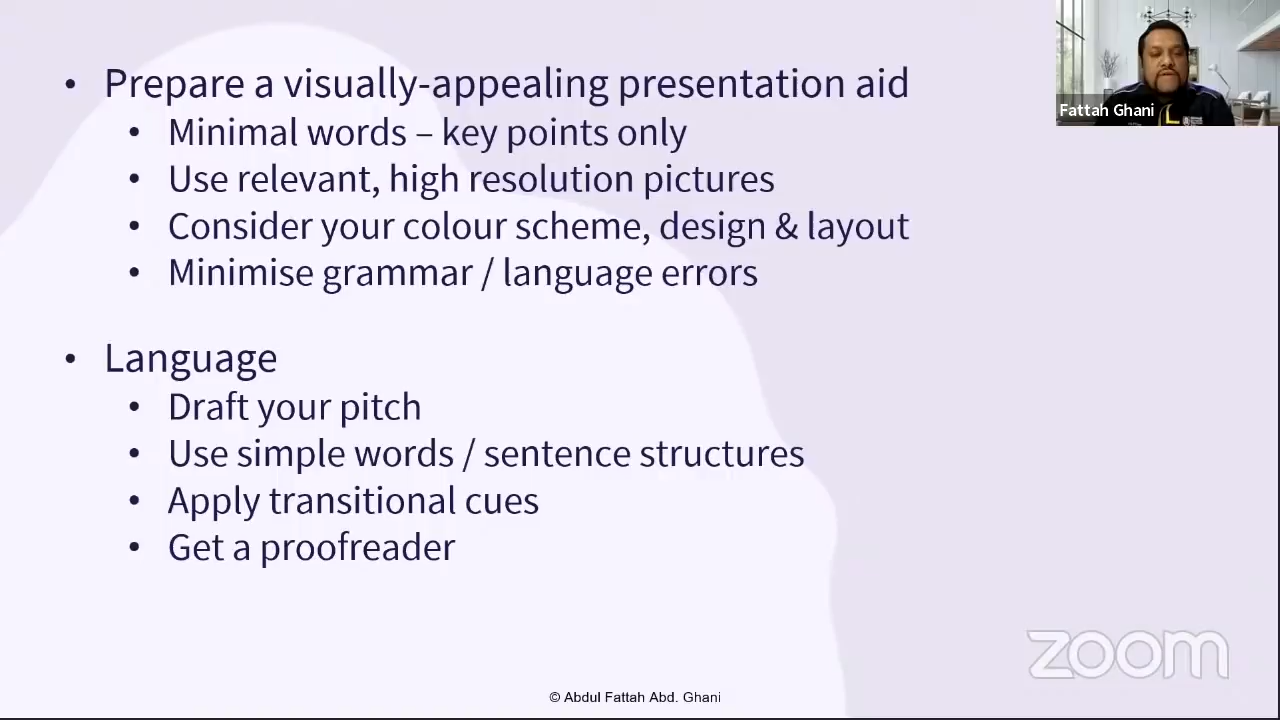 • Prepare a visually-appealing presentation aid
• Minimal words – key points only
• Use relevant, high resolution pictures
• Consider your colour scheme, design & layout
• Minimise grammar / language errors
• Language
• Draft your pitch
• Use simple words / sentence structures
• Apply transitional cues
• Get a proofreader
Fattah Ghani
zoom
© Abdul Fattah Abd. Ghani